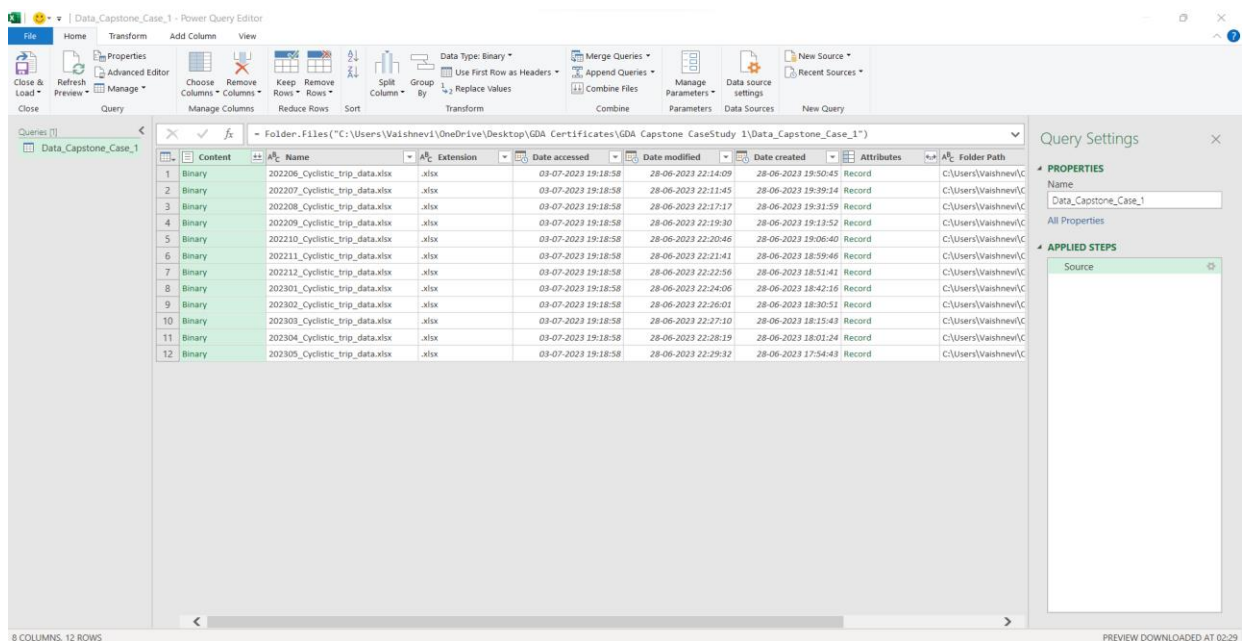 Data_Capstone_Case_1 - Power Query Editor
File Home Transform Add Column View
Close & Load
Refresh Preview
Properties
Advanced Editor
Manage
Choose Columns
Remove Columns
Keep Rows
Remove Rows
Split Column
Group By
Data Type: Binary
Use First Row as Headers
Replace Values
Merge Queries
Append Queries
Combine Files
Manage Parameters
Data source settings
New Source
Recent Sources
Close Query Manage Columns Reduce Rows Sort Transform Combine Parameters Data Sources New Query
Queries [1]
Data_Capstone_Case_1
fx = Folder.Files("C:\Users\Vaishnevi\OneDrive\Desktop\GDA Certificates\GDA Capstone CaseStudy 1\Data_Capstone_Case_1")
Content Name Extension Date accessed Date modified Date created Attributes Folder Path
1 Binary 202206_Cyclistic_trip_data.xlsx .xlsx 03-07-2023 19:18:58 28-06-2023 22:14:09 28-06-2023 19:50:45 Record C:\Users\Vaishnevi\C
2 Binary 202207_Cyclistic_trip_data.xlsx .xlsx 03-07-2023 19:18:58 28-06-2023 22:11:45 28-06-2023 19:39:14 Record C:\Users\Vaishnevi\C
3 Binary 202208_Cyclistic_trip_data.xlsx .xlsx 03-07-2023 19:18:58 28-06-2023 22:17:17 28-06-2023 19:31:59 Record C:\Users\Vaishnevi\C
4 Binary 202209_Cyclistic_trip_data.xlsx .xlsx 03-07-2023 19:18:58 28-06-2023 22:19:30 28-06-2023 19:13:52 Record C:\Users\Vaishnevi\C
5 Binary 202210_Cyclistic_trip_data.xlsx .xlsx 03-07-2023 19:18:58 28-06-2023 22:20:46 28-06-2023 19:06:40 Record C:\Users\Vaishnevi\C
6 Binary 202211_Cyclistic_trip_data.xlsx .xlsx 03-07-2023 19:18:58 28-06-2023 22:21:41 28-06-2023 18:59:46 Record C:\Users\Vaishnevi\C
7 Binary 202212_Cyclistic_trip_data.xlsx .xlsx 03-07-2023 19:18:58 28-06-2023 22:22:56 28-06-2023 18:51:41 Record C:\Users\Vaishnevi\C
8 Binary 202301_Cyclistic_trip_data.xlsx .xlsx 03-07-2023 19:18:58 28-06-2023 22:24:06 28-06-2023 18:42:16 Record C:\Users\Vaishnevi\C
9 Binary 202302_Cyclistic_trip_data.xlsx .xlsx 03-07-2023 19:18:58 28-06-2023 22:26:01 28-06-2023 18:30:51 Record C:\Users\Vaishnevi\C
10 Binary 202303_Cyclistic_trip_data.xlsx .xlsx 03-07-2023 19:18:58 28-06-2023 22:27:10 28-06-2023 18:15:43 Record C:\Users\Vaishnevi\C
11 Binary 202304_Cyclistic_trip_data.xlsx .xlsx 03-07-2023 19:18:58 28-06-2023 22:28:19 28-06-2023 18:01:24 Record C:\Users\Vaishnevi\C
12 Binary 202305_Cyclistic_trip_data.xlsx .xlsx 03-07-2023 19:18:58 28-06-2023 22:29:32 28-06-2023 17:54:43 Record C:\Users\Vaishnevi\C
Query Settings
PROPERTIES
Name
Data_Capstone_Case_1
All Properties
APPLIED STEPS
Source
8 COLUMNS, 12 ROWS
PREVIEW DOWNLOADED AT 02:29